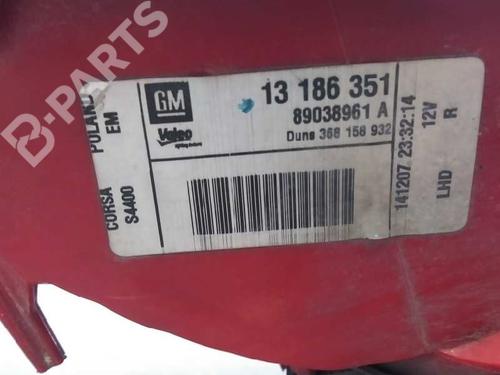 B-PARTS
GM
13 186 351
89038961 A
Valeo
Duns 368 158 932
POLAND
EM
CORSA
S4400
141207 23:32:14
12V
R
LHD